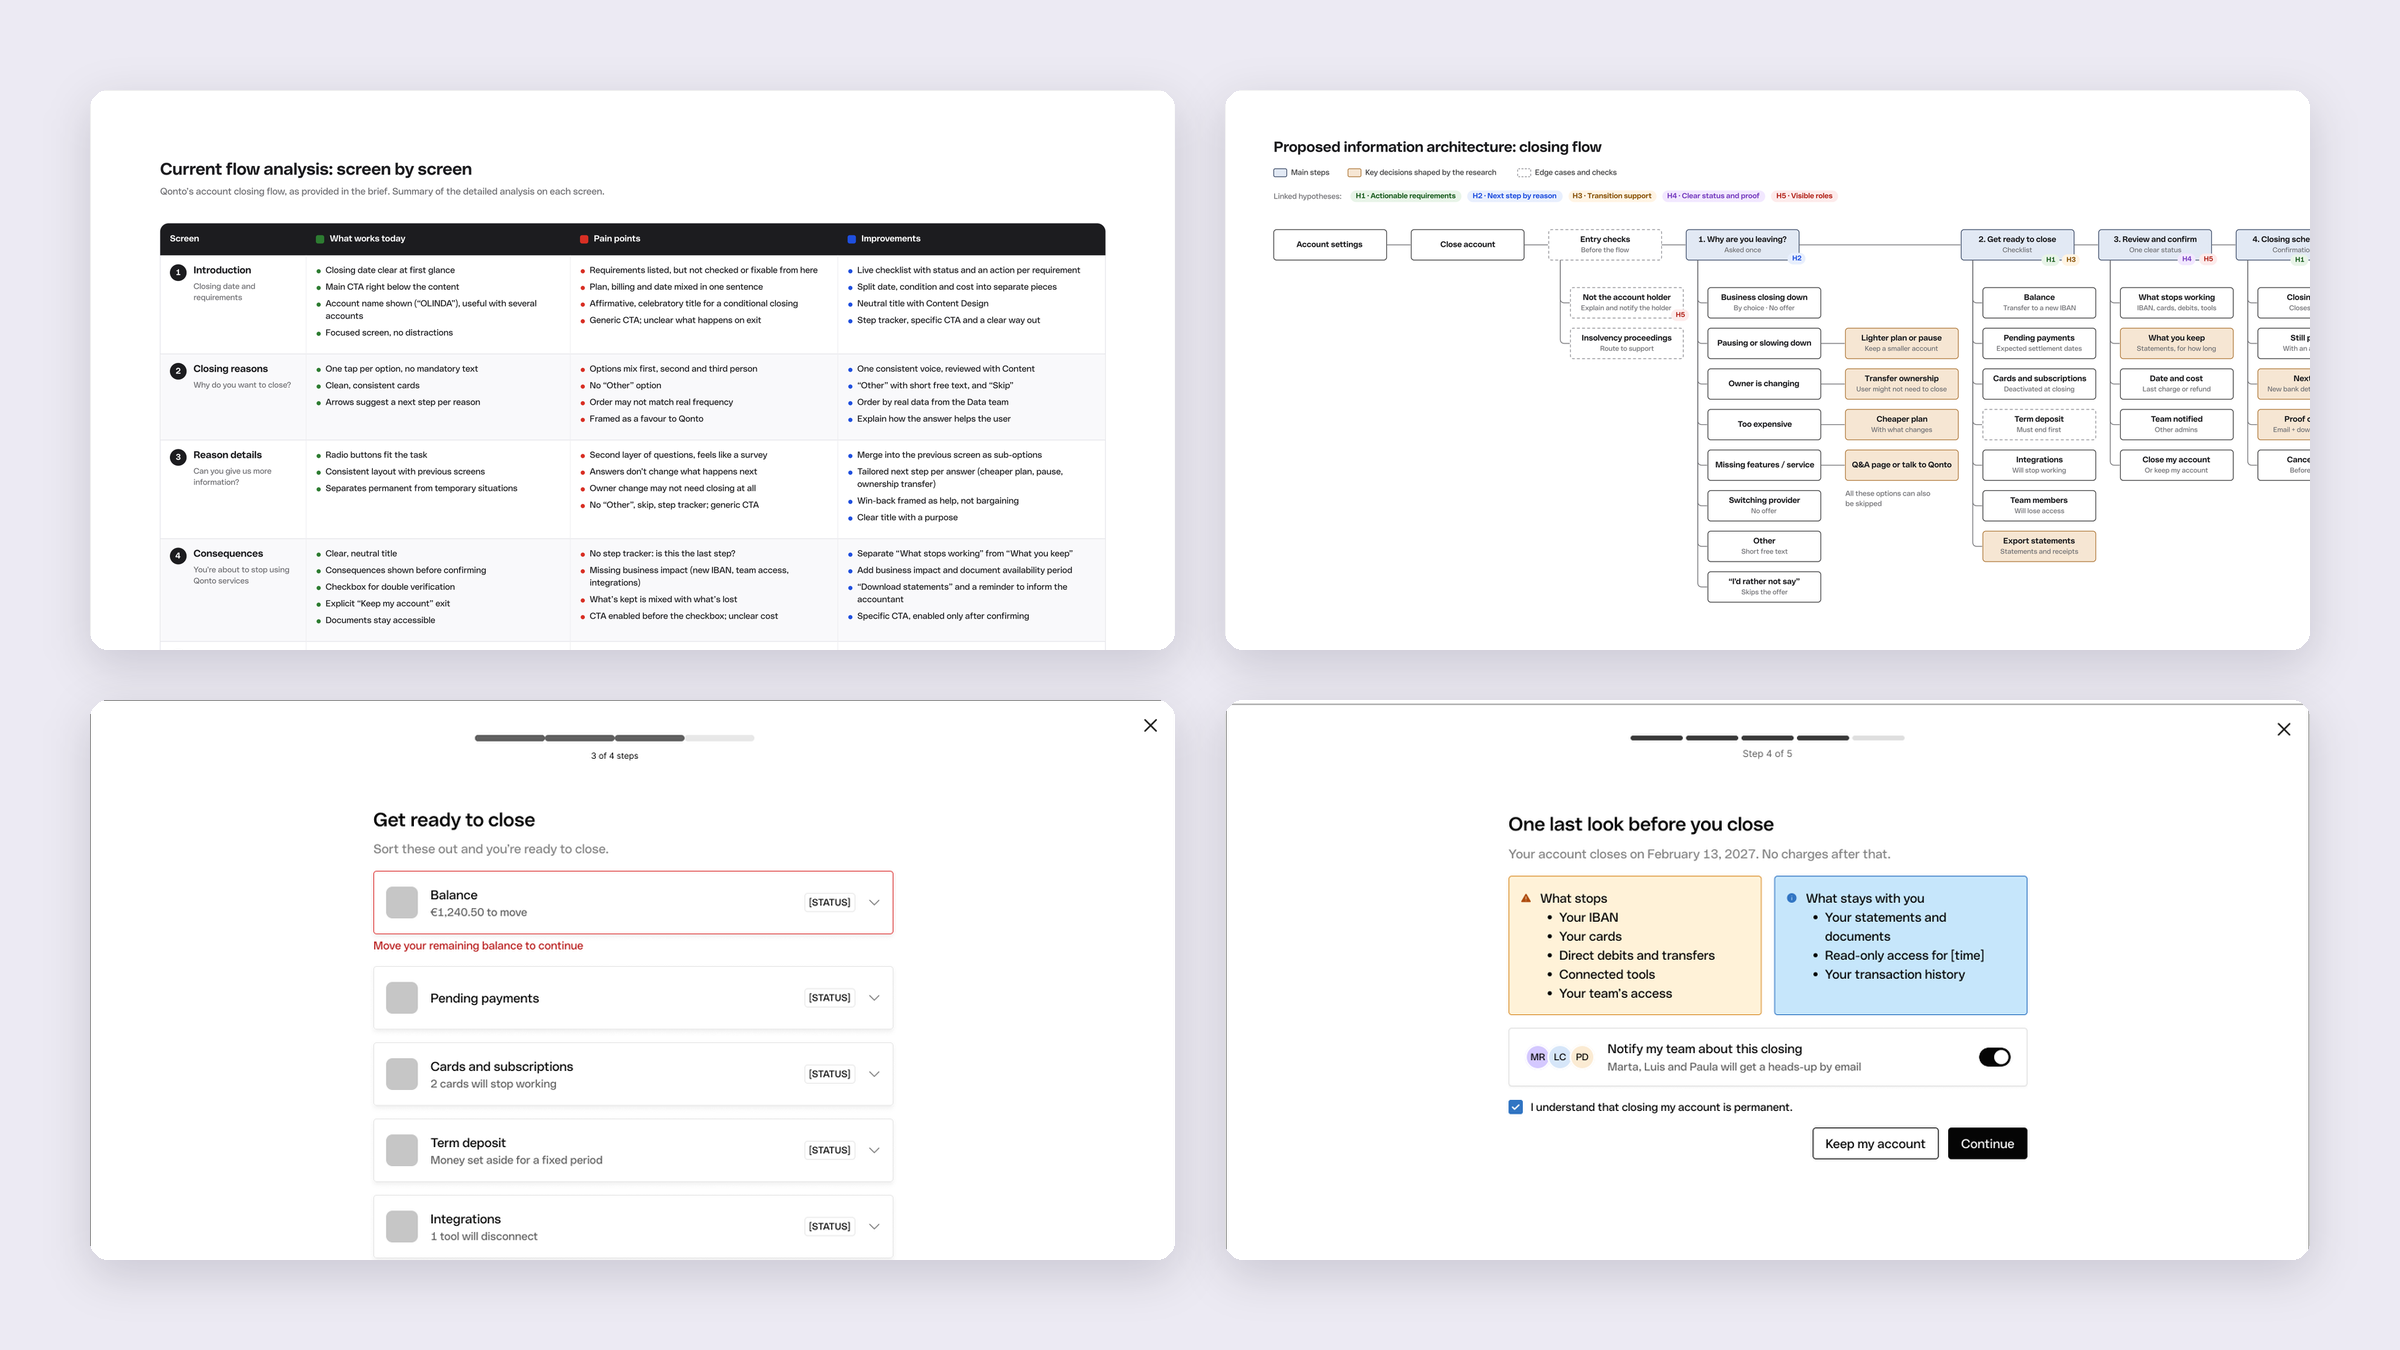 Current flow analysis: screen by screen
Qonto's account closing flow, as provided in the brief. Summary of the detailed analysis on each screen.
Screen
What works today
Pain points
Improvements
1
Introduction
Closing date and
requirements
Closing date clear at first glance
Main CTA right below the content
Account name shown (“OLINDA”), useful with several
accounts
Focused screen, no distractions
Requirements listed, but not checked or fixable from here
Plan, billing and date mixed in one sentence
Affirmative, celebratory title for a conditional closing
Generic CTA; unclear what happens on exit
Live checklist with status and an action per requirement
Split date, condition and cost into separate pieces
Neutral title with Content Design
Step tracker, specific CTA and a clear way out
2
Closing reasons
Why do you want to close?
One tap per option, no mandatory text
Clean, consistent cards
Arrows suggest a next step per reason
Options mix first, second and third person
No “Other” option
Order may not match real frequency
Framed as a favour to Qonto
One consistent voice, reviewed with Content
“Other” with short free text, and “Skip”
Order by real data from the Data team
Explain how the answer helps the user
3
Reason details
Can you give us more
information?
Radio buttons fit the task
Consistent layout with previous screens
Separates permanent from temporary situations
Second layer of questions, feels like a survey
Answers don't change what happens next
Owner change may not need closing at all
No “Other”, skip, step tracker; generic CTA
Merge into the previous screen as sub-options
Tailored next step per answer (cheaper plan, pause,
ownership transfer)
Win-back framed as help, not bargaining
Clear title with a purpose
4
Consequences
You're about to stop using
Qonto services
Clear, neutral title
Consequences shown before confirming
Checkbox for double verification
Explicit “Keep my account” exit
Documents stay accessible
No step tracker: is this the last step?
Missing business impact (new IBAN, team access,
integrations)
What's kept is mixed with what's lost
CTA enabled before the checkbox; unclear cost
Separate “What stops working” from “What you keep”
Add business impact and document availability period
“Download statements” and a reminder to inform the
accountant
Specific CTA, enabled only after confirming
Proposed information architecture: closing flow
Main steps
Key decisions shaped by the research
Edge cases and checks
Linked hypotheses:
H1 · Actionable requirements
H2 · Next step by reason
H3 · Transition support
H4 · Clear status and proof
H5 · Visible roles
Account settings
Close account
Entry checks
Before the flow
Not the account holder
Explain and notify the holder
H5
Insolvency proceedings
Route to support
1. Why are you leaving?
Asked once
H2
Business closing down
By choice · No offer
Pausing or slowing down
Owner is changing
Too expensive
Missing features / service
Switching provider
No offer
Other
Short free text
“I'd rather not say”
Skips the offer
Lighter plan or pause
Keep a smaller account
Transfer ownership
User might not need to close
Cheaper plan
With what changes
Q&A page or talk to Qonto
All these options can also
be skipped
2. Get ready to close
Checklist
H1 - H3
Balance
Transfer to a new IBAN
Pending payments
Expected settlement dates
Cards and subscriptions
Deactivated at closing
Term deposit
Must end first
Integrations
Will stop working
Team members
Will lose access
Export statements
Statements and receipts
3. Review and confirm
One clear status
H4 - H5
What stops working
IBAN, cards, debits, tools
What you keep
Statements, for how long
Date and cost
Last charge or refund
Team notified
Other admins
Close my account
Or keep my account
4. Closing sche
Confirmatio
H1 -
Closin
Closes
Still p
With an
Next
New bank det
Proof o
Email + dow
Cance
Before
3 of 4 steps
Get ready to close
Sort these out and you're ready to close.
Balance
€1,240.50 to move
[STATUS]
Move your remaining balance to continue
Pending payments
[STATUS]
Cards and subscriptions
2 cards will stop working
[STATUS]
Term deposit
Money set aside for a fixed period
[STATUS]
Integrations
1 tool will disconnect
[STATUS]
Step 4 of 5
One last look before you close
Your account closes on February 13, 2027. No charges after that.
What stops
Your IBAN
Your cards
Direct debits and transfers
Connected tools
Your team's access
What stays with you
Your statements and
documents
Read-only access for [time]
Your transaction history
MR LC PD
Notify my team about this closing
Marta, Luis and Paula will get a heads-up by email
I understand that closing my account is permanent.
Keep my account
Continue